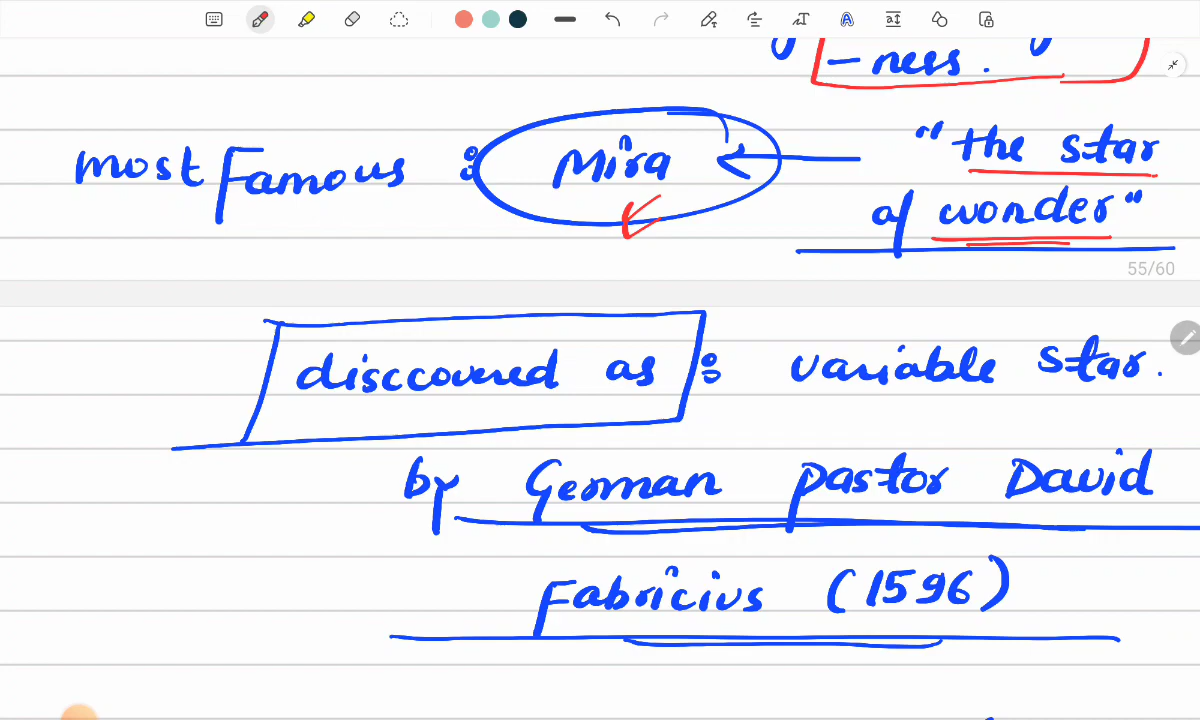 -ness.
most Famous : Mira ← "the star
of wonder"
55/60
disccovered as : variable star.
by German pastor David
Fabricius (1596)